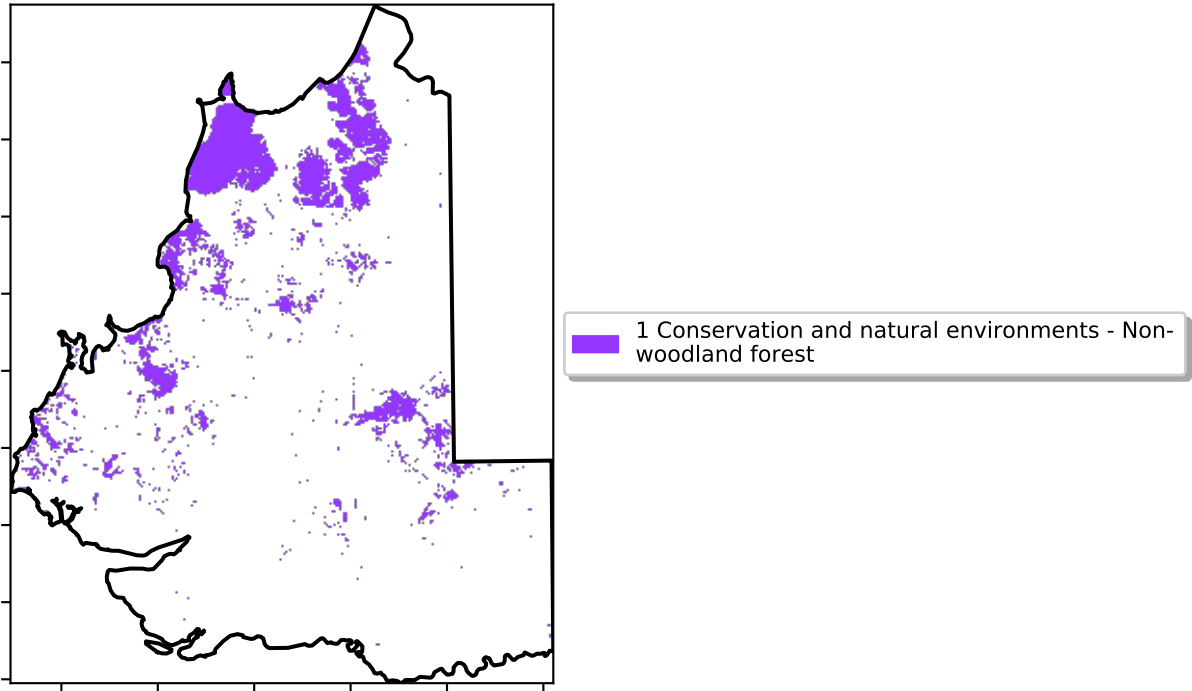 1 Conservation and natural environments - Non-
woodland forest